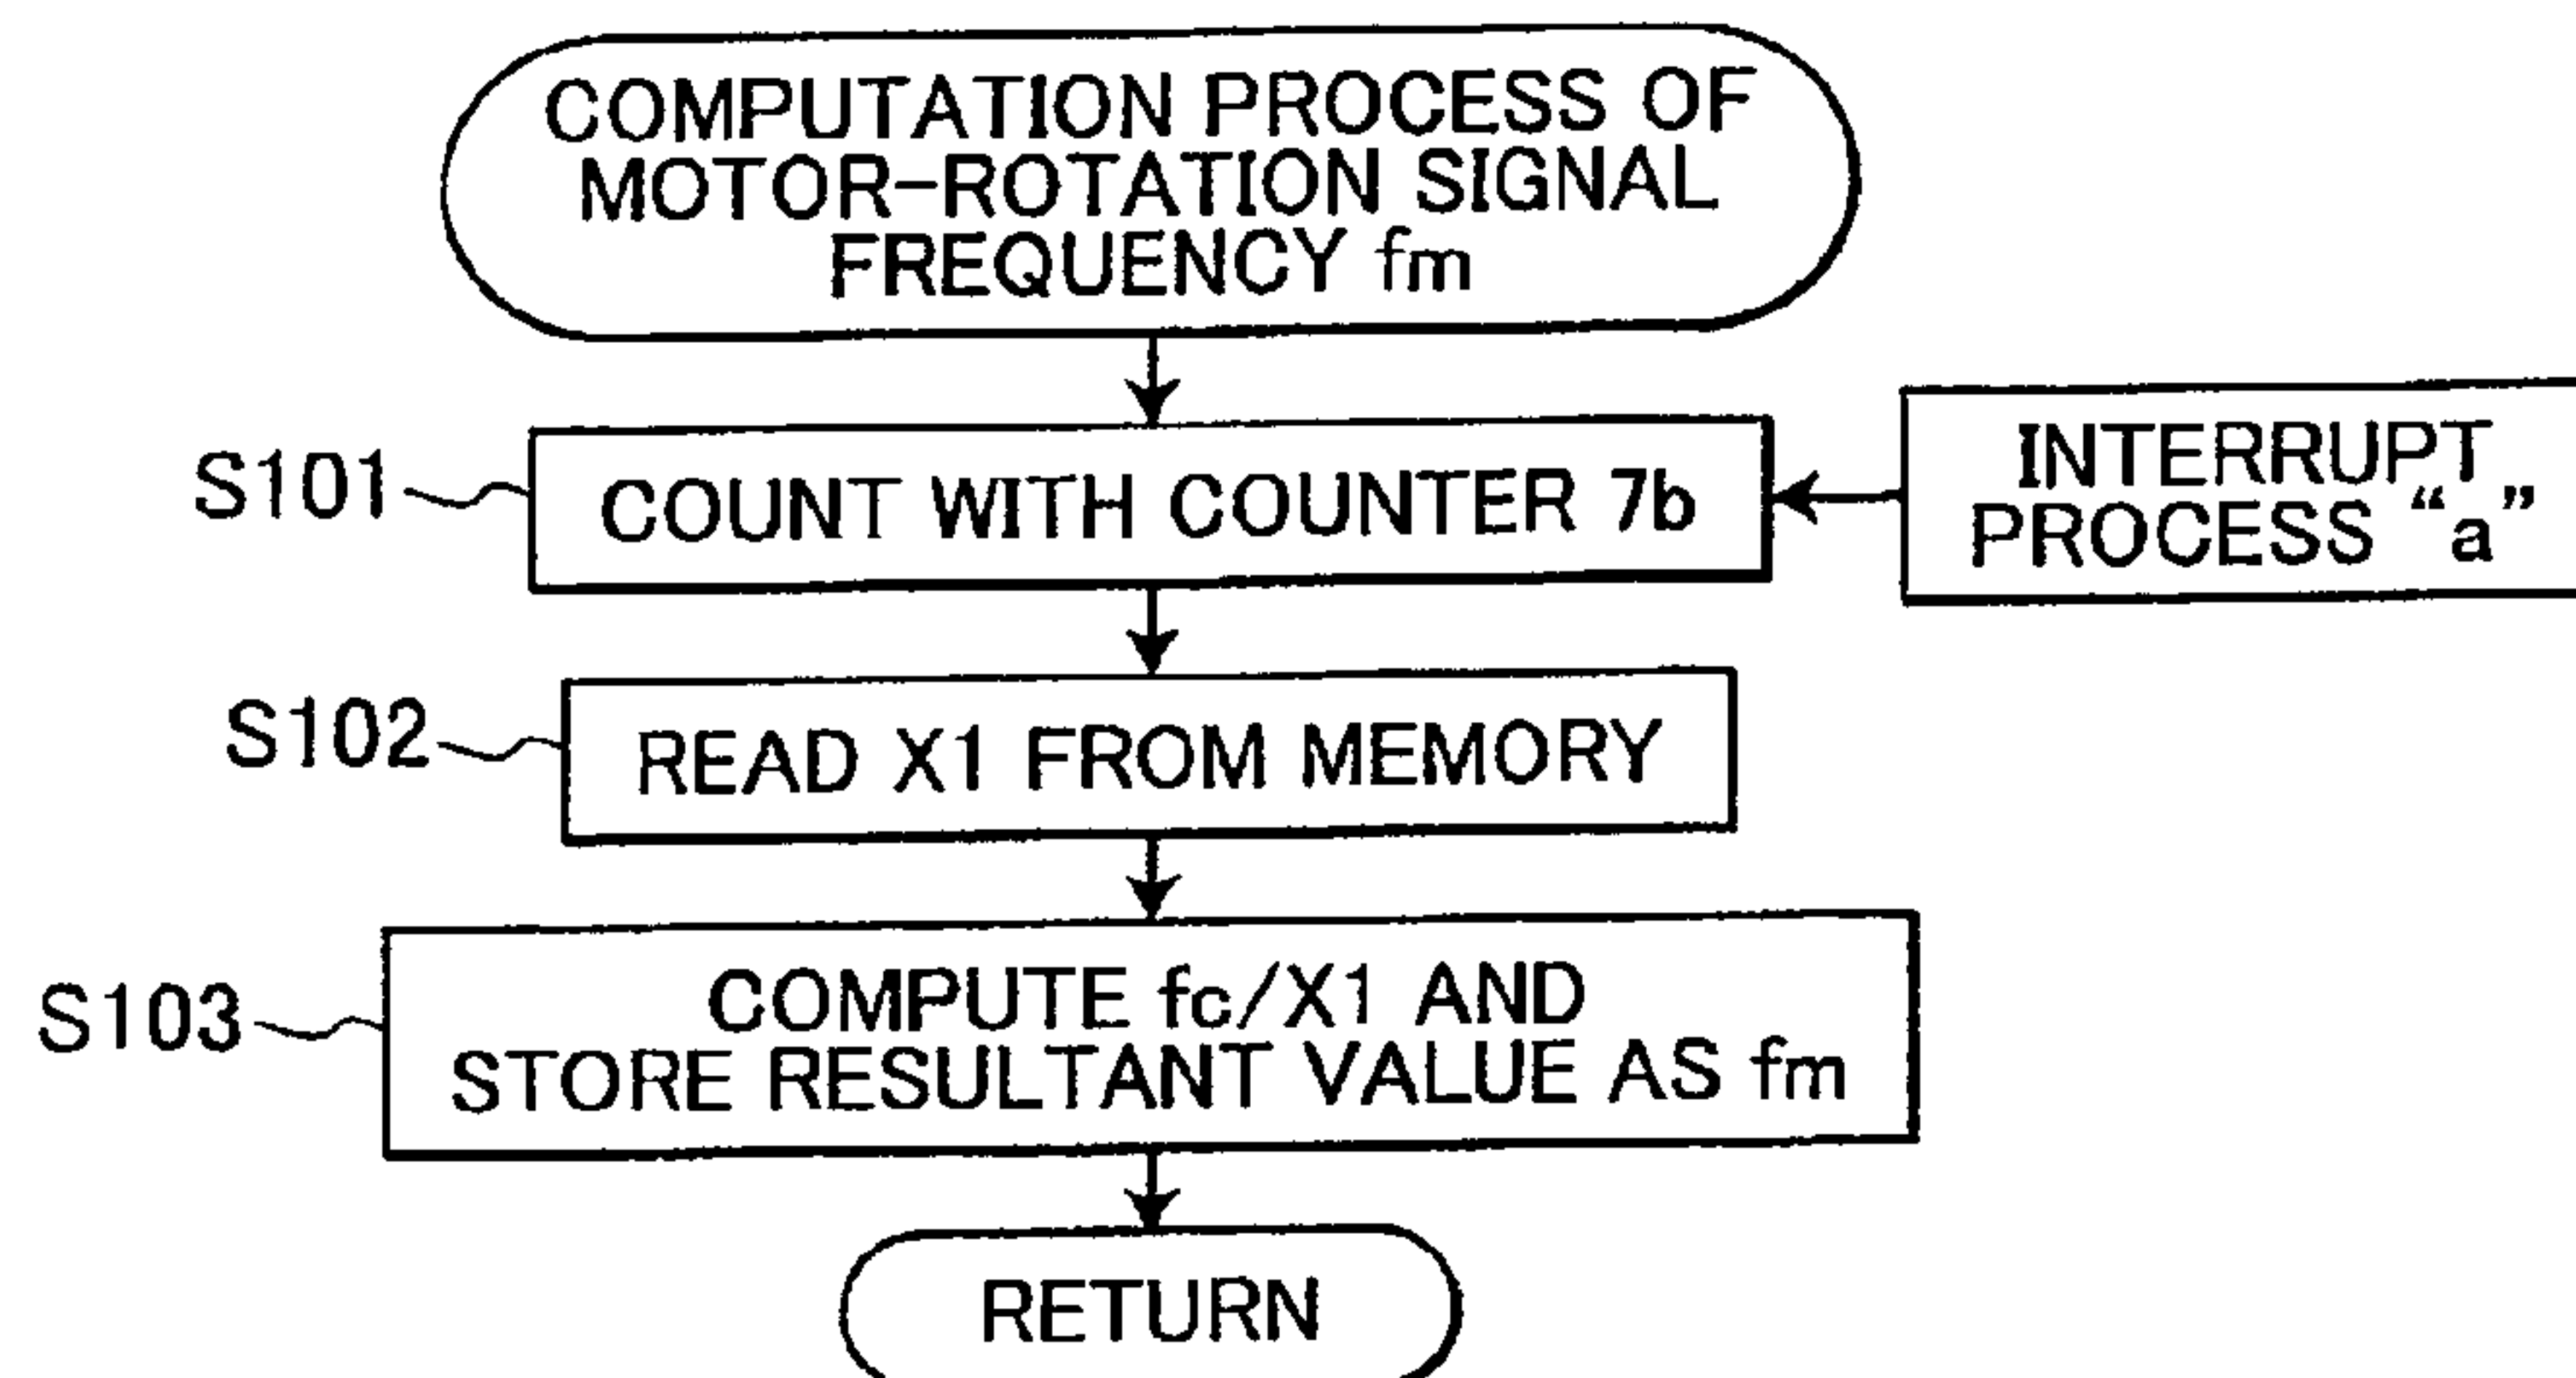 COMPUTATION PROCESS OF
MOTOR-ROTATION SIGNAL
FREQUENCY fm
S101
COUNT WITH COUNTER 7b
INTERRUPT
PROCESS “a”
S102
READ X1 FROM MEMORY
S103
COMPUTE fc/X1 AND
STORE RESULTANT VALUE AS fm
RETURN